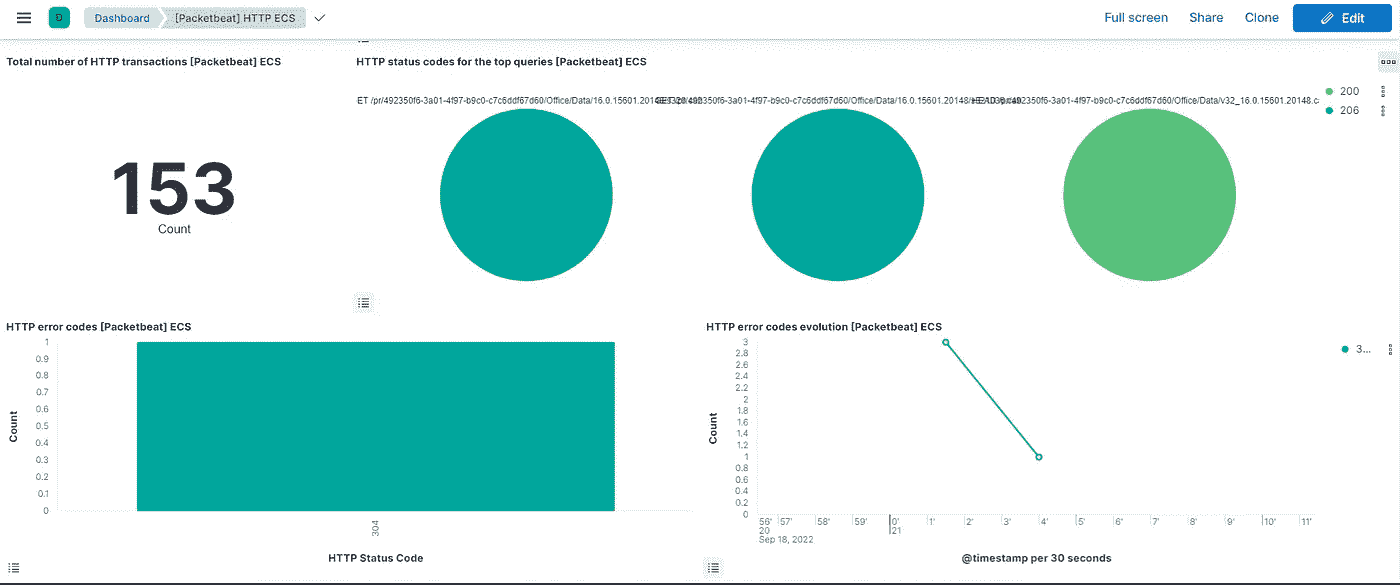 Dashboard
[Packetbeat] HTTP ECS
Full screen
Share
Clone
Edit
Total number of HTTP transactions [Packetbeat] ECS
153
Count
HTTP status codes for the top queries [Packetbeat] ECS
ET /pr/492350f6-3a01-4f97-b9c0-c7c6ddf67d60/Office/Data/16.0.15601.20148
492350f6-3a01-4f97-b9c0-c7c6ddf67d60/Office/Data/16.0.15601.20148/
492350f6-3a01-4f97-b9c0-c7c6ddf67d60/Office/Data/v32_16.0.15601.20148.c
200
206
HTTP error codes [Packetbeat] ECS
1
0.9
0.8
0.7
0.6
0.5
0.4
0.3
0.2
0.1
0
Count
304
HTTP Status Code
HTTP error codes evolution [Packetbeat] ECS
3
2.8
2.6
2.4
2.2
2
1.8
1.6
1.4
1.2
1
0.8
0.6
0.4
0.2
0
Count
56' 57' 58' 59' 0' 1' 2' 3' 4' 5' 6' 7' 8' 9' 10' 11'
20 21
Sep 18, 2022
@timestamp per 30 seconds
3...